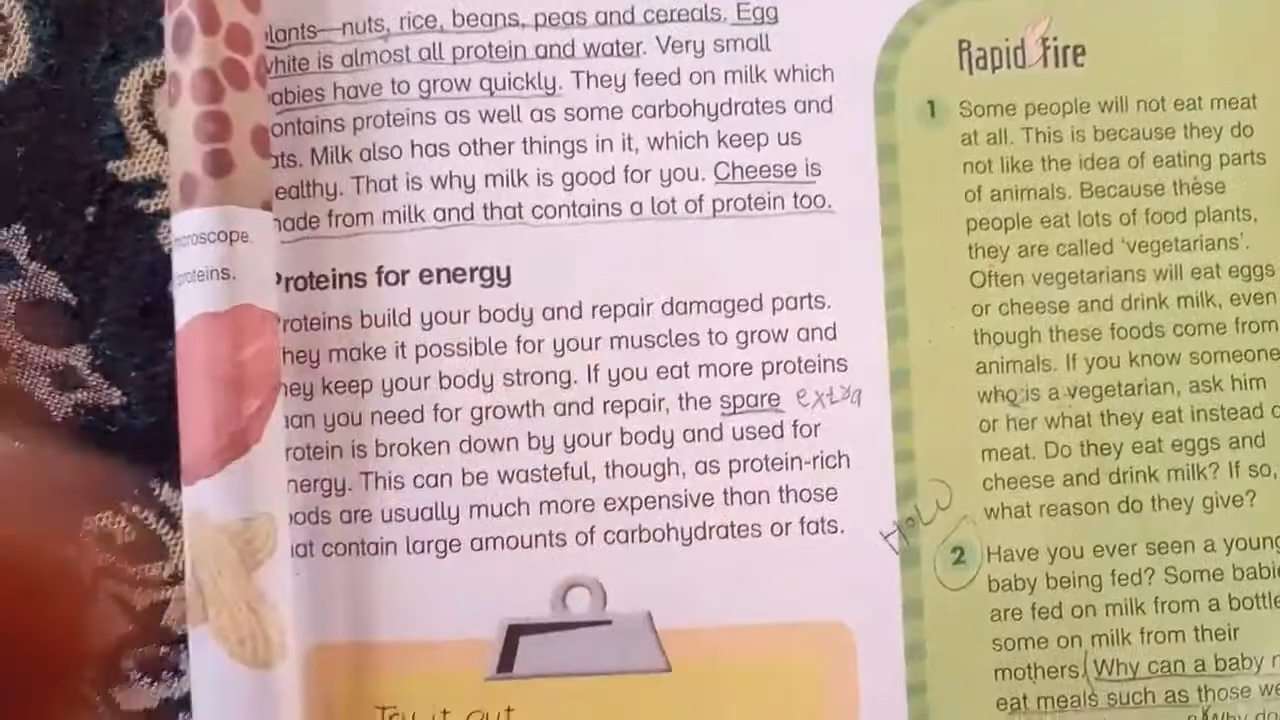 lants—nuts, rice, beans, peas and cereals. Egg
white is almost all protein and water. Very small
abies have to grow quickly. They feed on milk which
ontains proteins as well as some carbohydrates and
ats. Milk also has other things in it, which keep us
ealthy. That is why milk is good for you. Cheese is
made from milk and that contains a lot of protein too.
croscope.
proteins.
Proteins for energy
roteins build your body and repair damaged parts.
hey make it possible for your muscles to grow and
hey keep your body strong. If you eat more proteins
an you need for growth and repair, the spare extra
rotein is broken down by your body and used for
nergy. This can be wasteful, though, as protein-rich
ods are usually much more expensive than those
at contain large amounts of carbohydrates or fats.
Try it out
Rapid fire
1 Some people will not eat meat
at all. This is because they do
not like the idea of eating parts
of animals. Because these
people eat lots of food plants,
they are called 'vegetarians'.
Often vegetarians will eat eggs
or cheese and drink milk, even
though these foods come from
animals. If you know someone
who is a vegetarian, ask him
or her what they eat instead o
meat. Do they eat eggs and
cheese and drink milk? If so,
what reason do they give?
HOW
2 Have you ever seen a young
baby being fed? Some babi
are fed on milk from a bottle
some on milk from their
mothers. Why can a baby n
eat meals such as those we